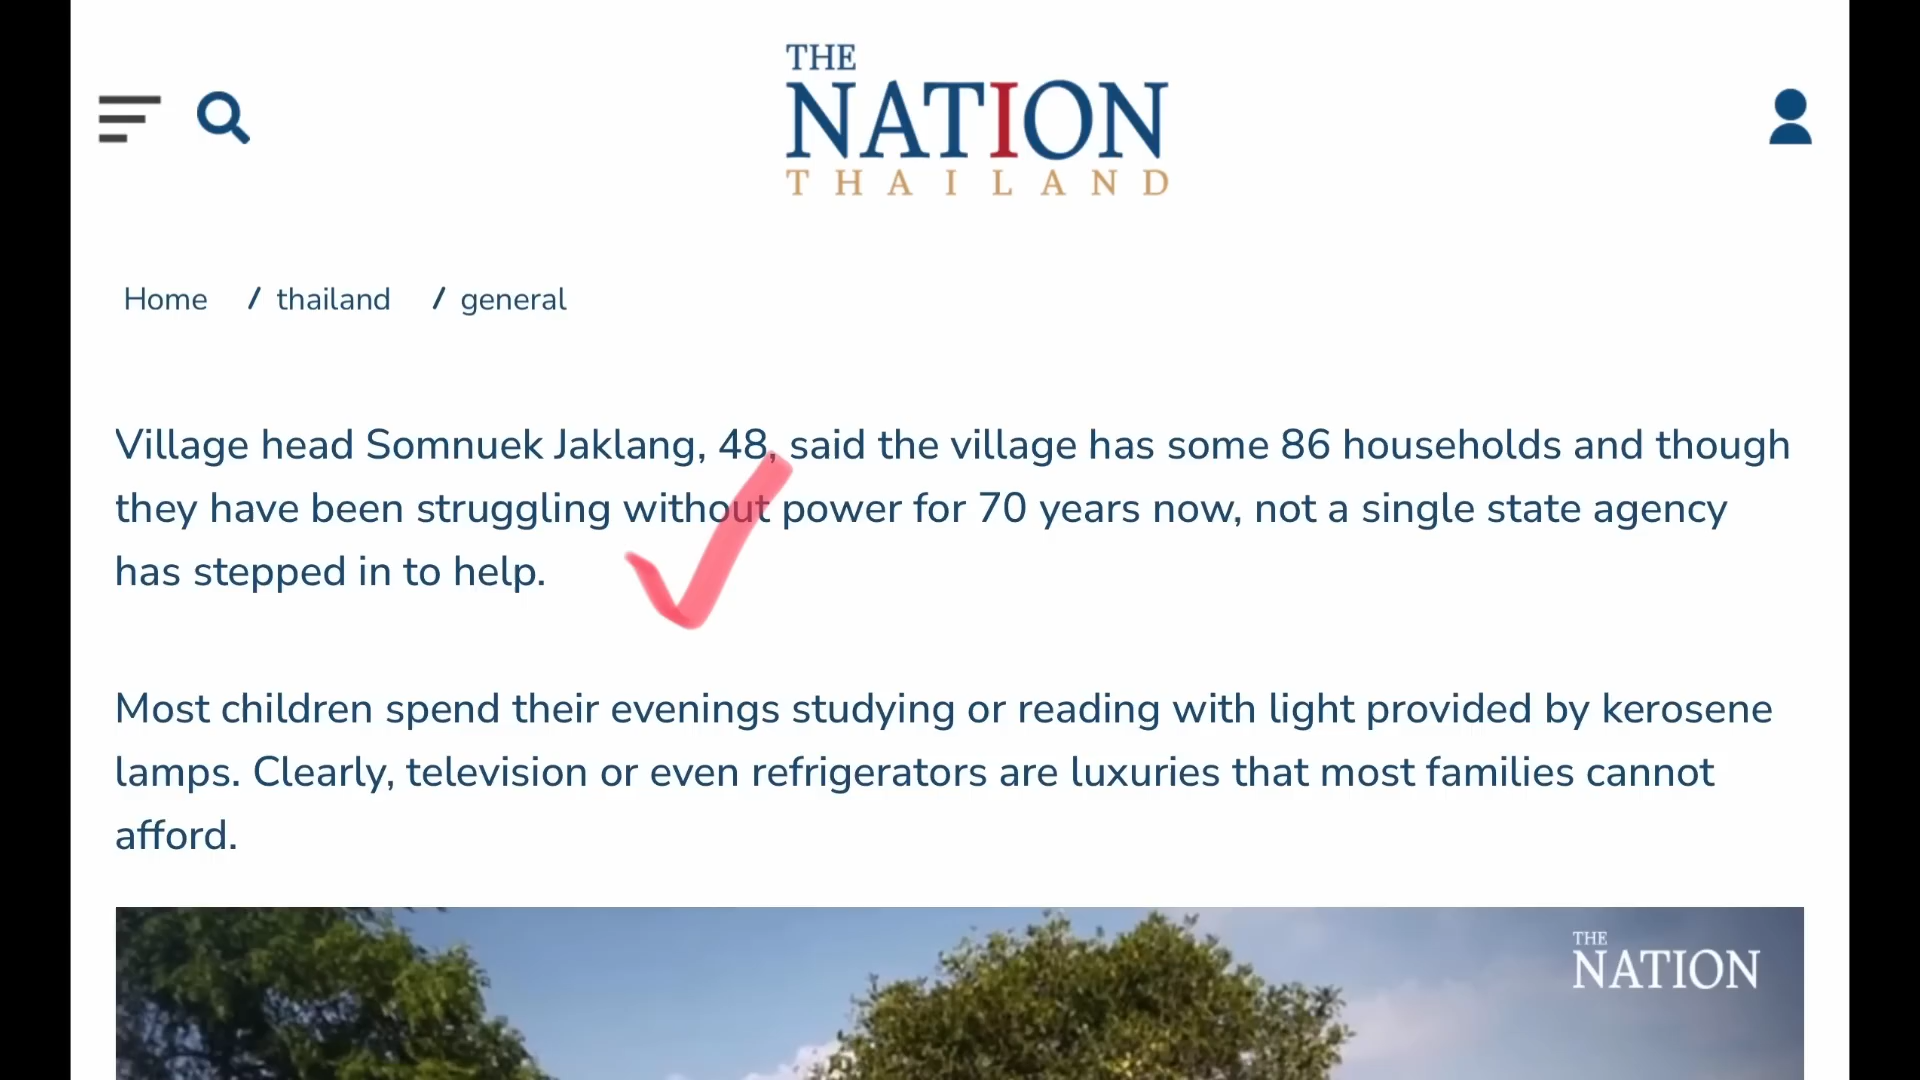 THE
NATION
THAILAND
Home / thailand / general
Village head Somnuek Jaklang, 48, said the village has some 86 households and though
they have been struggling without power for 70 years now, not a single state agency
has stepped in to help.
Most children spend their evenings studying or reading with light provided by kerosene
lamps. Clearly, television or even refrigerators are luxuries that most families cannot
afford.
THE
NATION